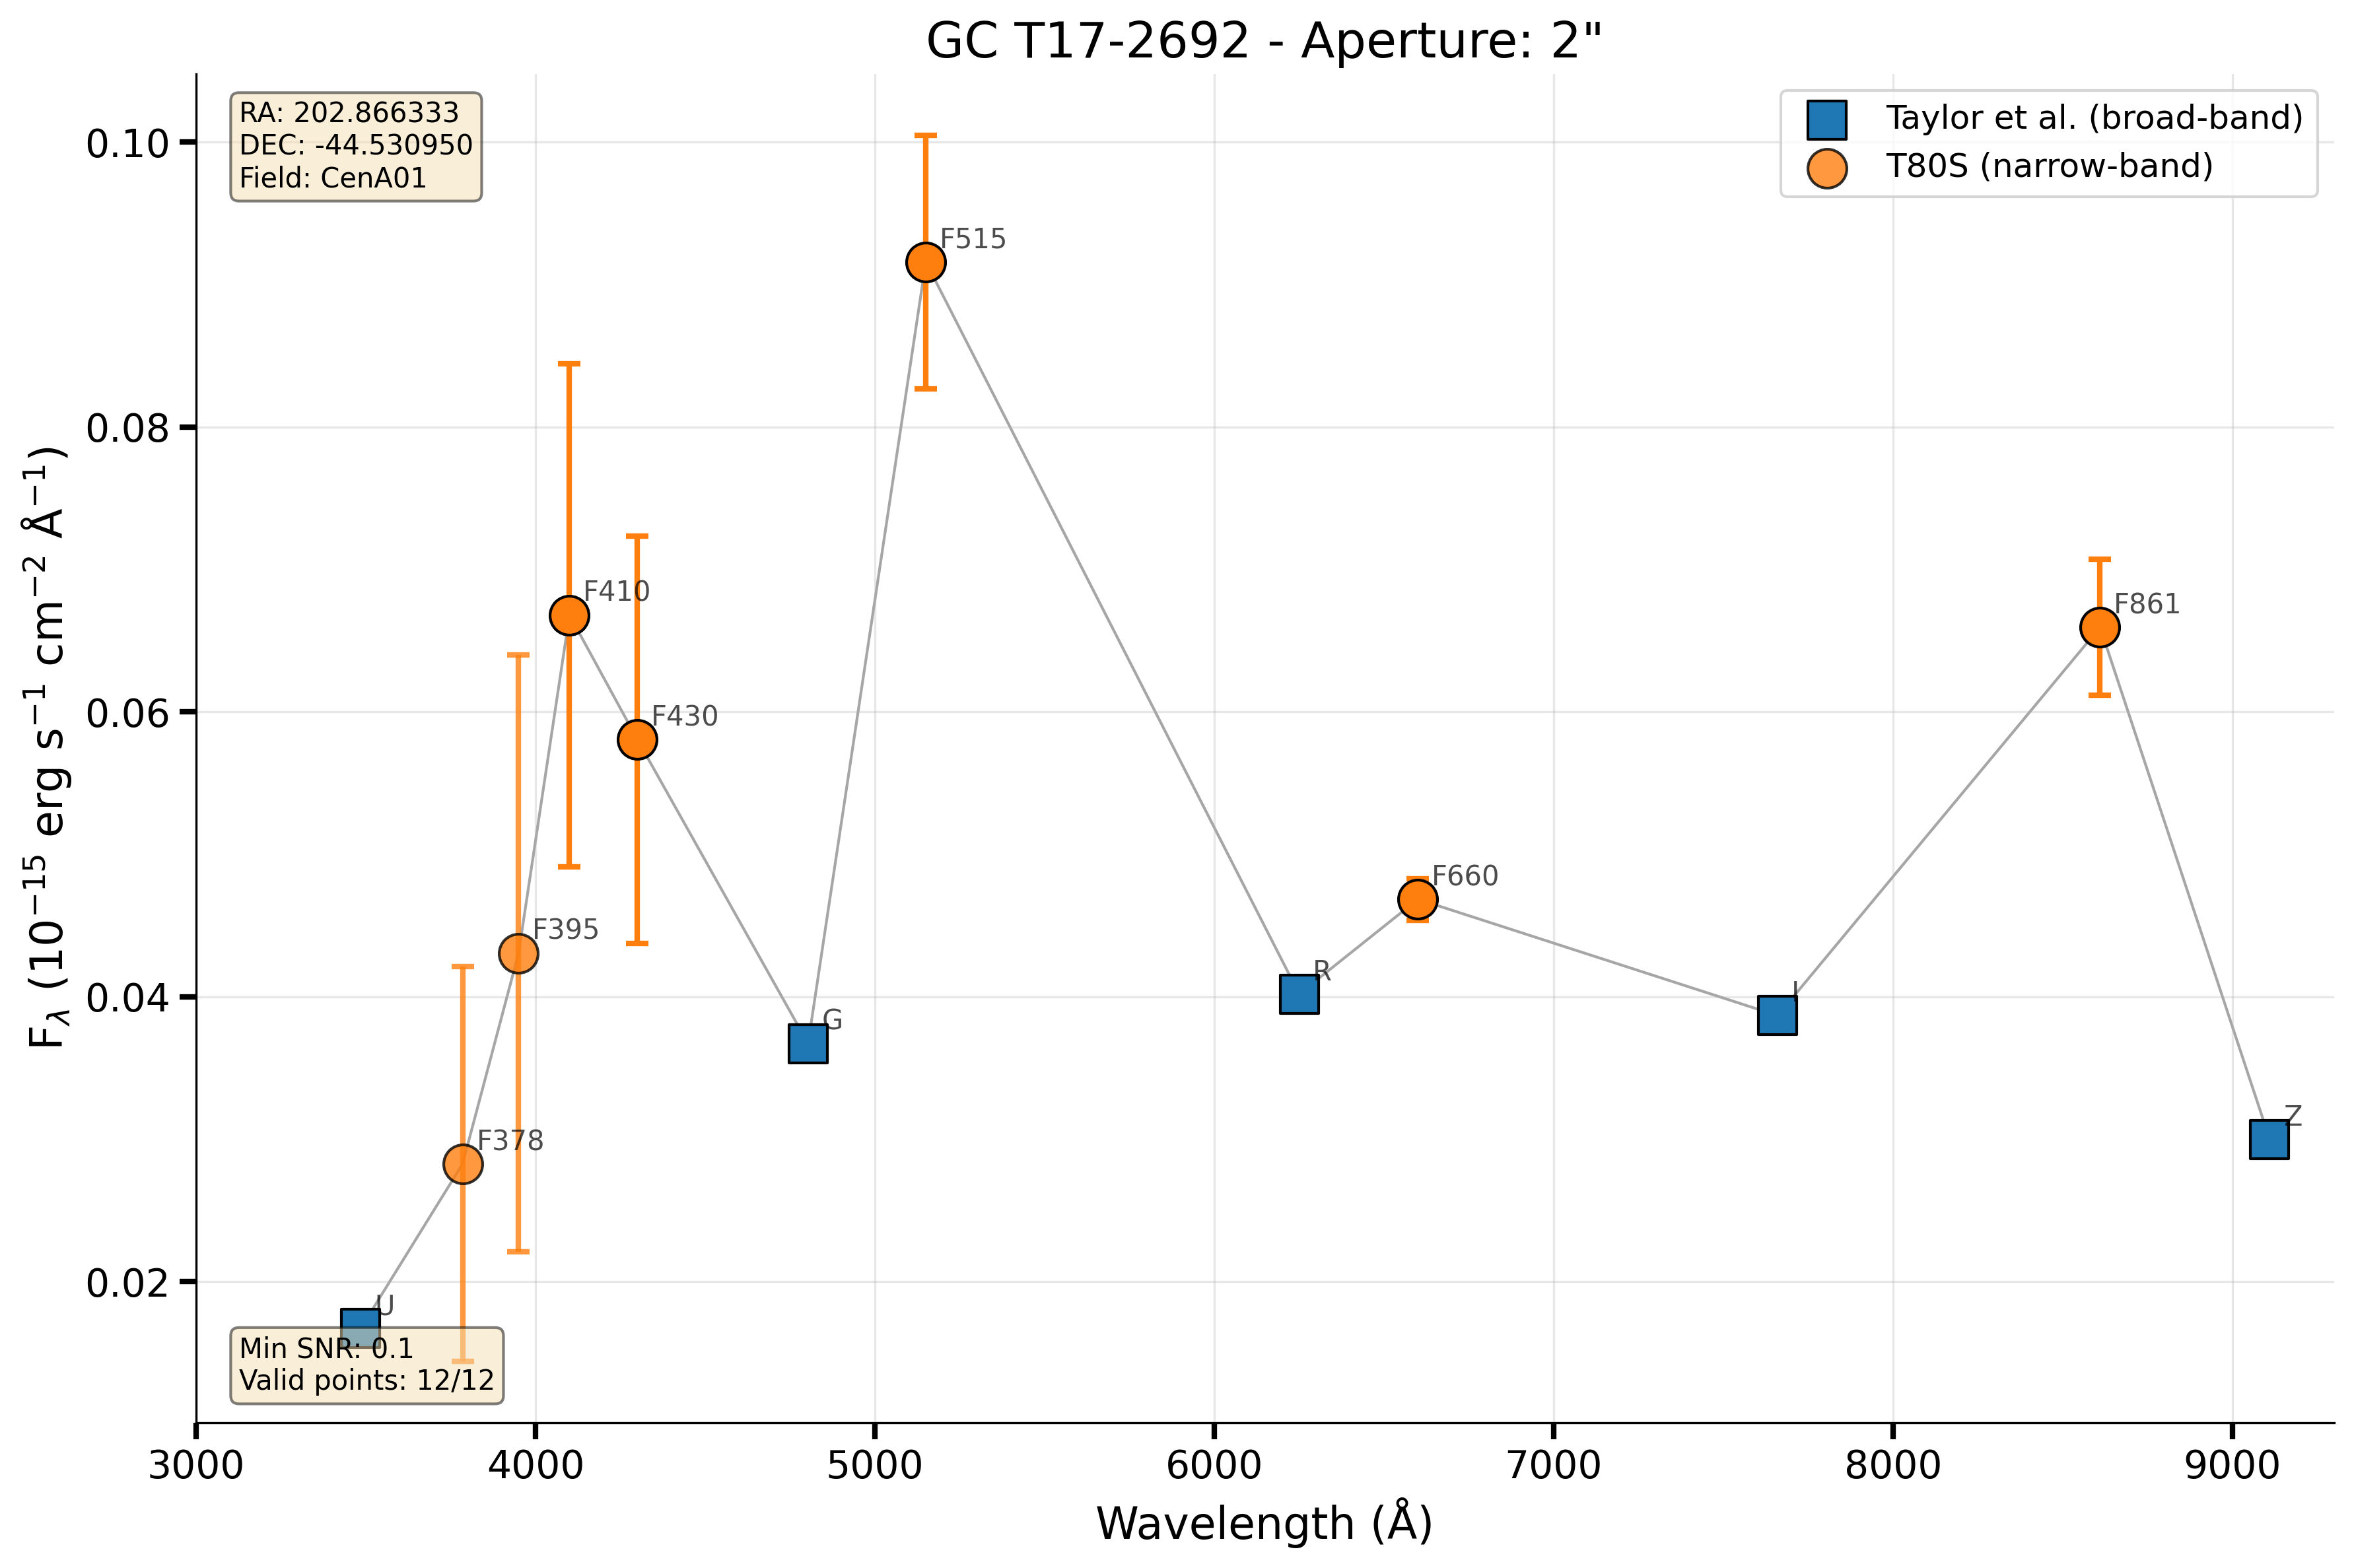 GC T17-2692 - Aperture: 2"
RA: 202.866333
DEC: -44.530950
Field: CenA01
Taylor et al. (broad-band)
T80S (narrow-band)
0.10
0.08
0.06
0.04
0.02
F515
F410
F430
F861
F660
F395
R
I
G
F378
Z
U
Min SNR: 0.1
Valid points: 12/12
F_λ (10⁻¹⁵ erg s⁻¹ cm⁻² Å⁻¹)
3000 4000 5000 6000 7000 8000 9000
Wavelength (Å)